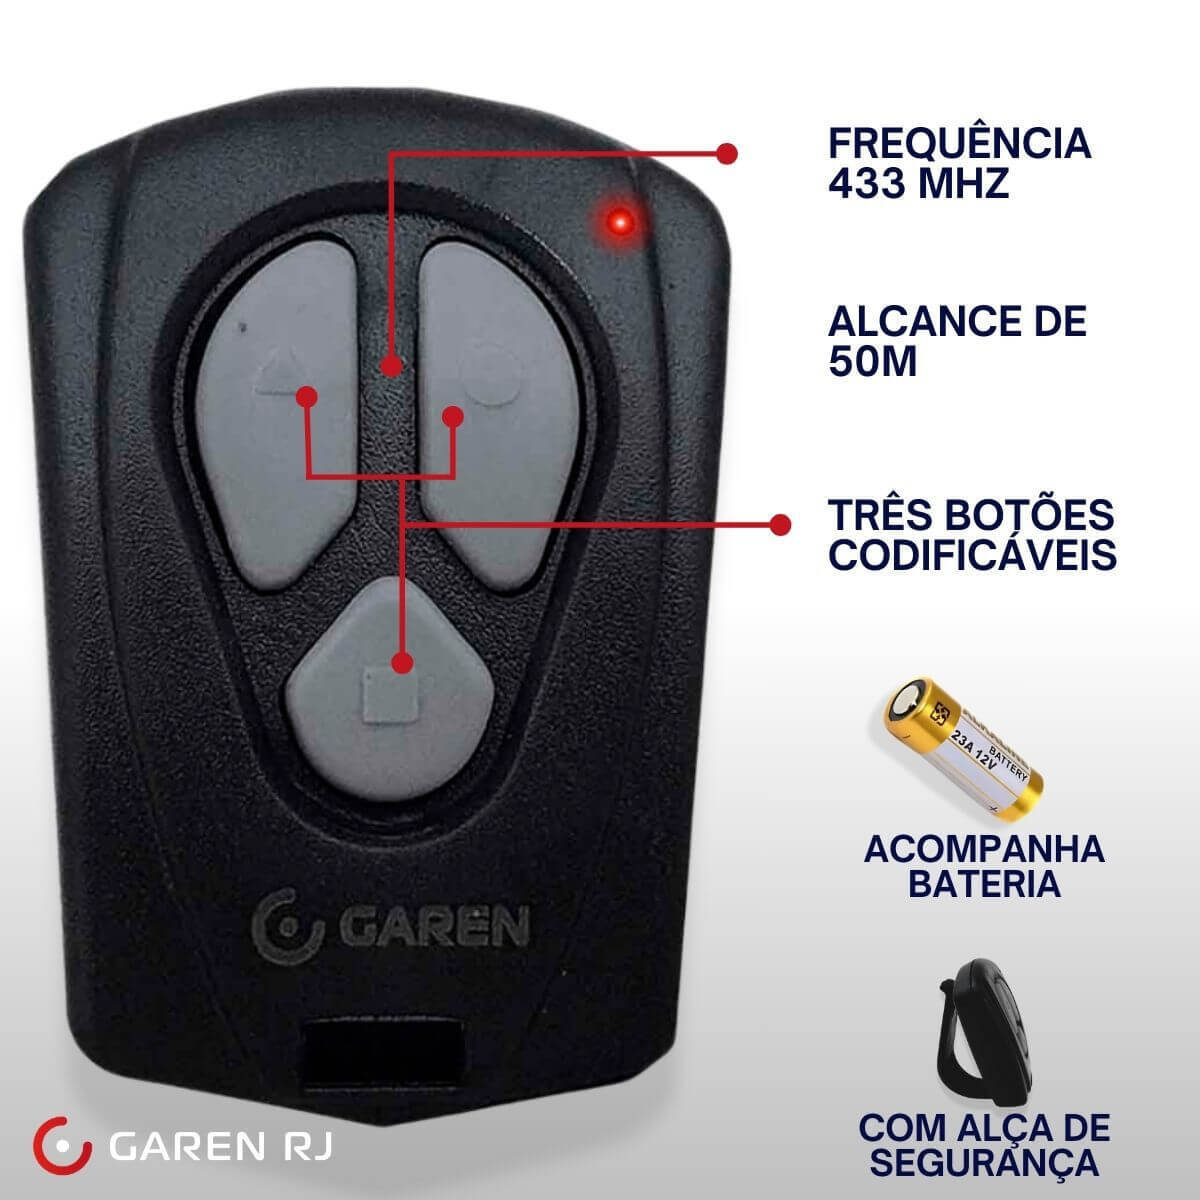 FREQUÊNCIA
433 MHZ
ALCANCE DE
50M
TRÊS BOTÕES
CODIFICÁVEIS
23A 12V
BATTERY
ACOMPANHA
BATERIA
GAREN
COM ALÇA DE
SEGURANÇA
GAREN RJ